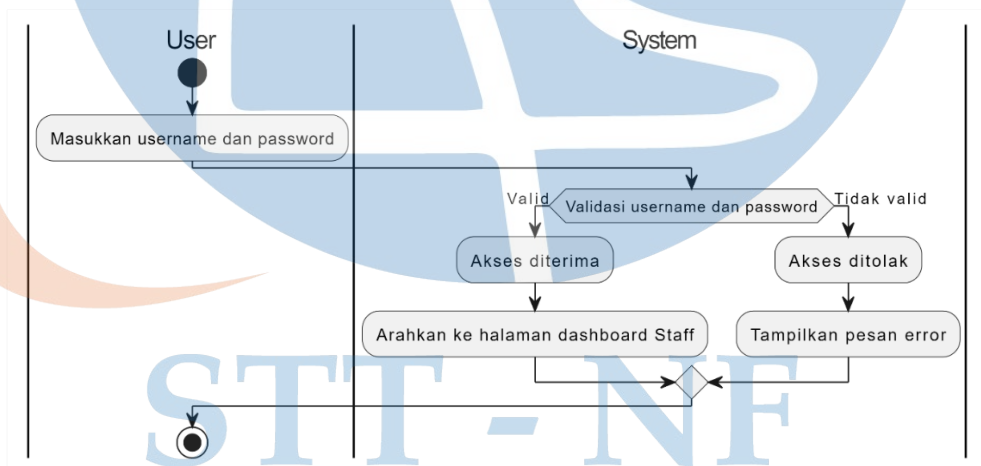 User
System
Masukkan username dan password
Valid
Validasi username dan password
Tidak valid
Akses diterima
Akses ditolak
Arahkan ke halaman dashboard Staff
Tampilkan pesan error
STT - NF